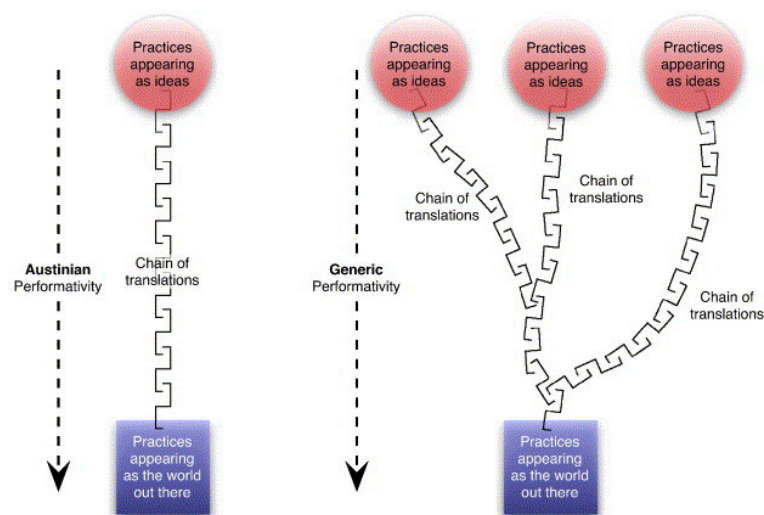 Practices
appearing
as ideas
Austinian
Performativity
Chain of
translations
Practices
appearing
as the world
out there
Practices
appearing
as ideas
Practices
appearing
as ideas
Practices
appearing
as ideas
Chain of
translations
Chain of
translations
Generic
Performativity
Chain of
translations
Practices
appearing
as the world
out there